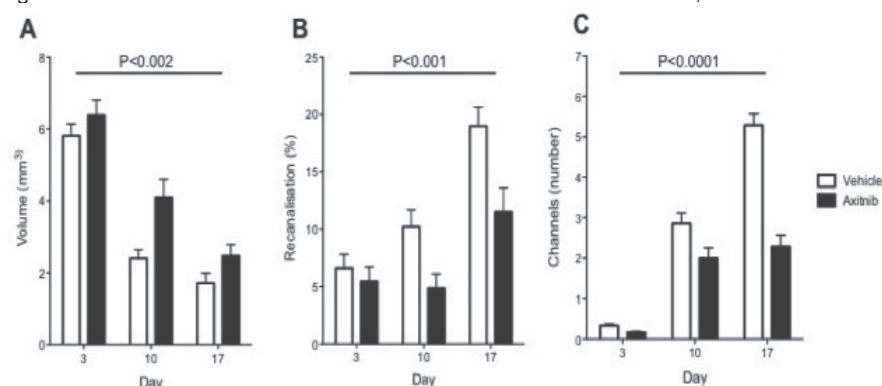 A
P<0.002
Volume (mm3)
8
6
4
2
0
3 10 17
Day
B
P<0.001
Recanalisation (%)
25
20
15
10
5
0
3 10 17
Day
C
P<0.0001
Channels (number)
7
6
5
4
3
2
1
0
3 10 17
Day
Vehicle
Axitnib